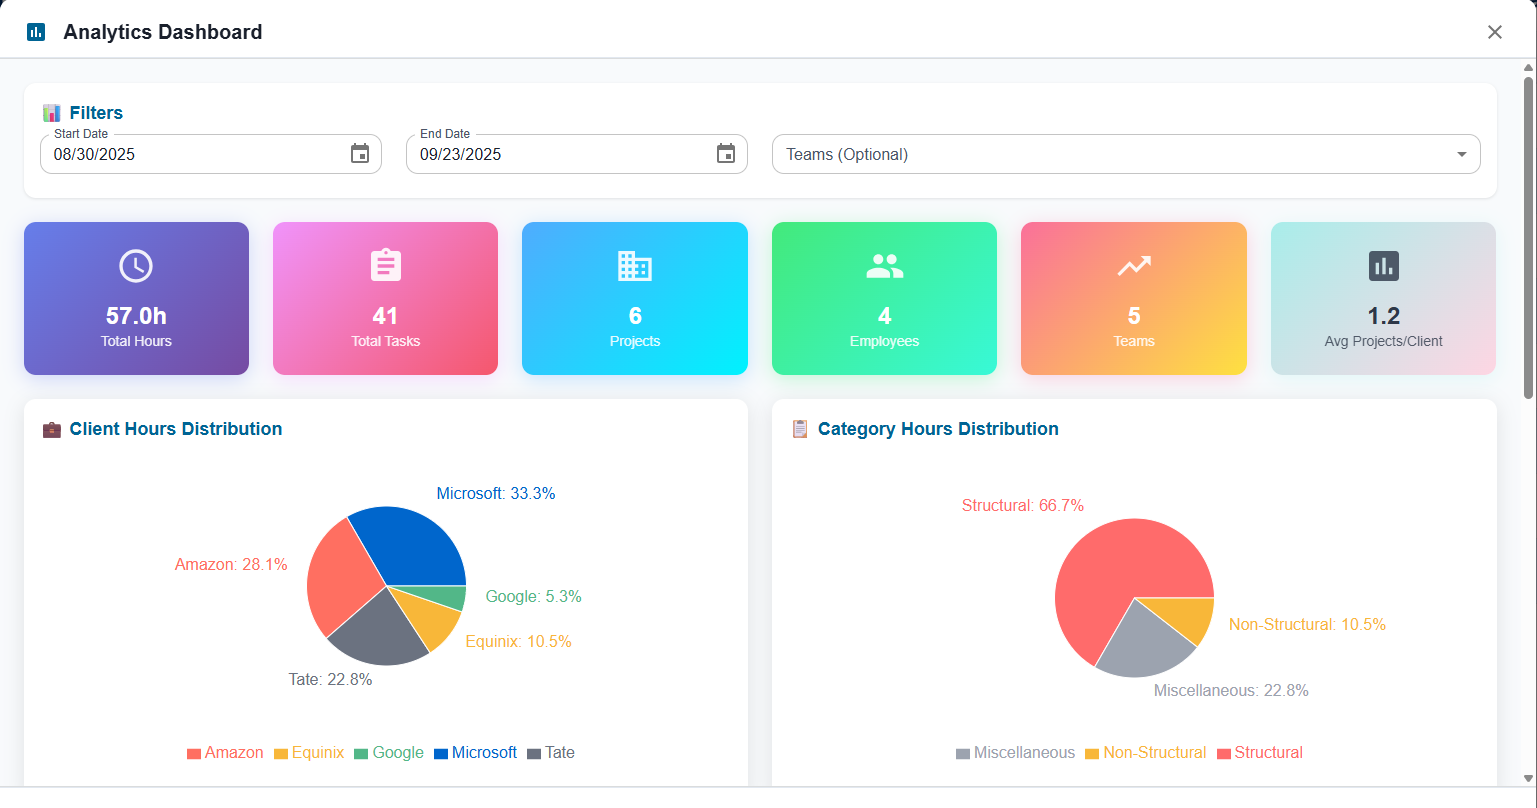 Analytics Dashboard
Filters
Start Date
08/30/2025
End Date
09/23/2025
Teams (Optional)
57.0h
Total Hours
41
Total Tasks
6
Projects
4
Employees
5
Teams
1.2
Avg Projects/Client
Client Hours Distribution
Microsoft: 33.3%
Amazon: 28.1%
Google: 5.3%
Equinix: 10.5%
Tate: 22.8%
Amazon Equinix Google Microsoft Tate
Category Hours Distribution
Structural: 66.7%
Non-Structural: 10.5%
Miscellaneous: 22.8%
Miscellaneous Non-Structural Structural